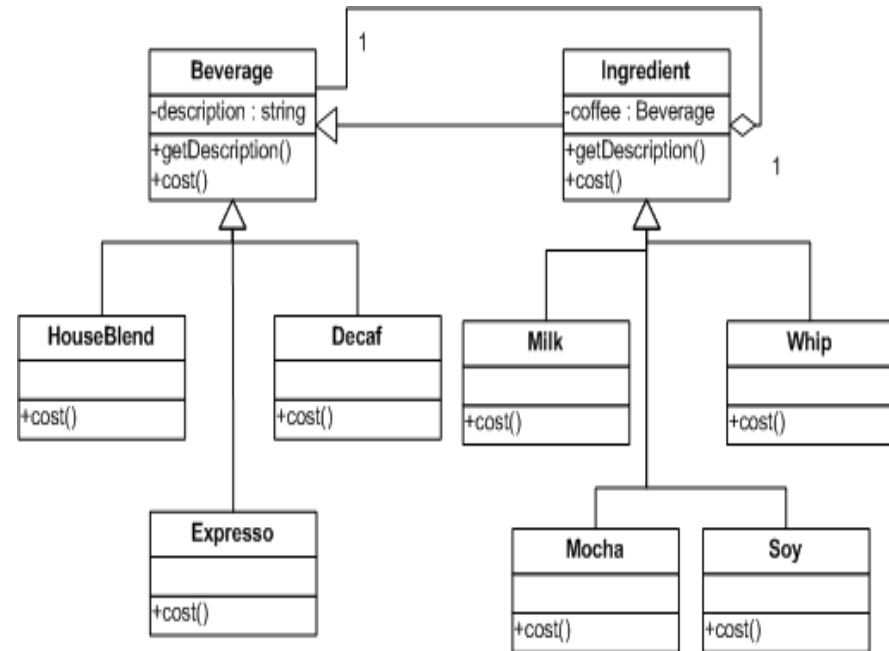 1
Beverage
-description : string
+getDescription()
+cost()
Ingredient
-coffee : Beverage
+getDescription()
+cost()
1
HouseBlend
+cost()
Decaf
+cost()
Milk
+cost()
Whip
+cost()
Expresso
+cost()
Mocha
+cost()
Soy
+cost()